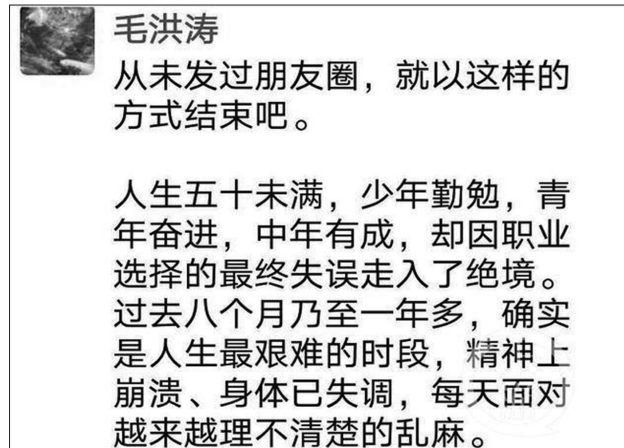 毛洪涛
从未发过朋友圈，就以这样的
方式结束吧。
人生五十未满，少年勤勉，青
年奋进，中年有成，却因职业
选择的最终失误走入了绝境。
过去八个月乃至一年多，确实
是人生最艰难的时段，精神上
崩溃、身体已失调，每天面对
越来越理不清楚的乱麻。